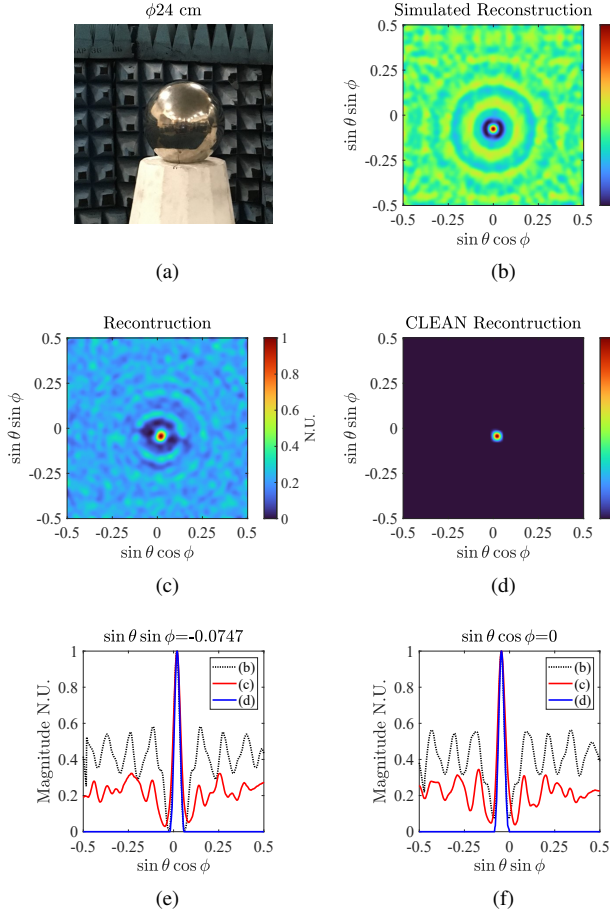 ϕ24 cm
Simulated Reconstruction
0.5
0.25
0
-0.25
-0.5
sin θ sin ϕ
-0.5 -0.25 0 0.25 0.5
sin θ cos ϕ
(a)
(b)
Recontruction
0.5
0.25
0
-0.25
-0.5
sin θ sin ϕ
-0.5 -0.25 0 0.25 0.5
sin θ cos ϕ
1
0.8
0.6
0.4
0.2
0
N.U.
CLEAN Reconstruction
0.5
0.25
0
-0.25
-0.5
sin θ sin ϕ
-0.5 -0.25 0 0.25 0.5
sin θ cos ϕ
(c)
(d)
sin θ sin ϕ=-0.0747
1
0.8
0.6
0.4
0.2
0
Magnitude N.U.
(b)
(c)
(d)
-0.5 -0.25 0 0.25 0.5
sin θ cos ϕ
sin θ cos ϕ=0
1
0.8
0.6
0.4
0.2
0
Magnitude N.U.
(b)
(c)
(d)
-0.5 -0.25 0 0.25 0.5
sin θ sin ϕ
(e)
(f)